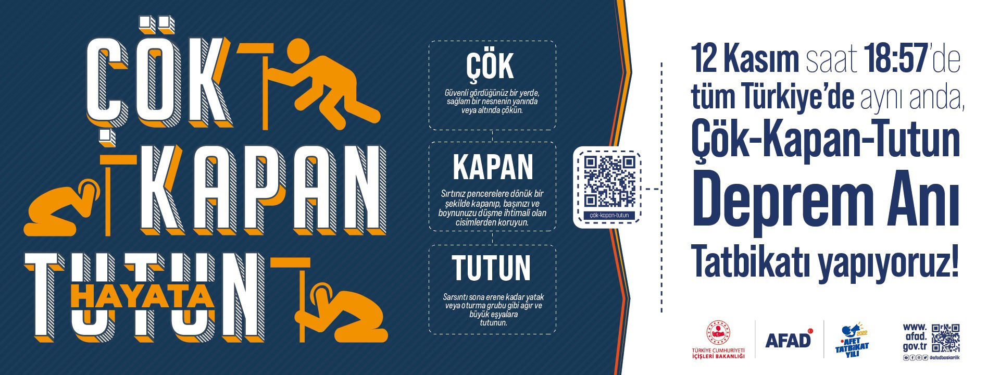 ÇÖK
KAPAN
TUTUN
HAYATA
ÇÖK
Güvenli gördüğünüz bir yerde,
sağlam bir nesnenin yanında
veya altında çökün.
KAPAN
Sırtınız pencerelere dönük bir
şekilde kapanıp, başınızı ve
boynunuzu düşme ihtimali olan
cisimlerden koruyun.
TUTUN
Sarsıntı sona erene kadar yatak
veya oturma grubu gibi ağır ve
büyük eşyalara
tutunun.
çök-kapan-tutun
12 Kasım saat 18:57'de
tüm Türkiye'de aynı anda,
Çök-Kapan-Tutun
Deprem Anı
Tatbikatı yapıyoruz!
TÜRKİYE CUMHURİYETİ
İÇİŞLERİ BAKANLIĞI
AFAD
2022
AFET
TATBİKAT
YILI
www.
afad.
gov.tr
@afadbaskanlik